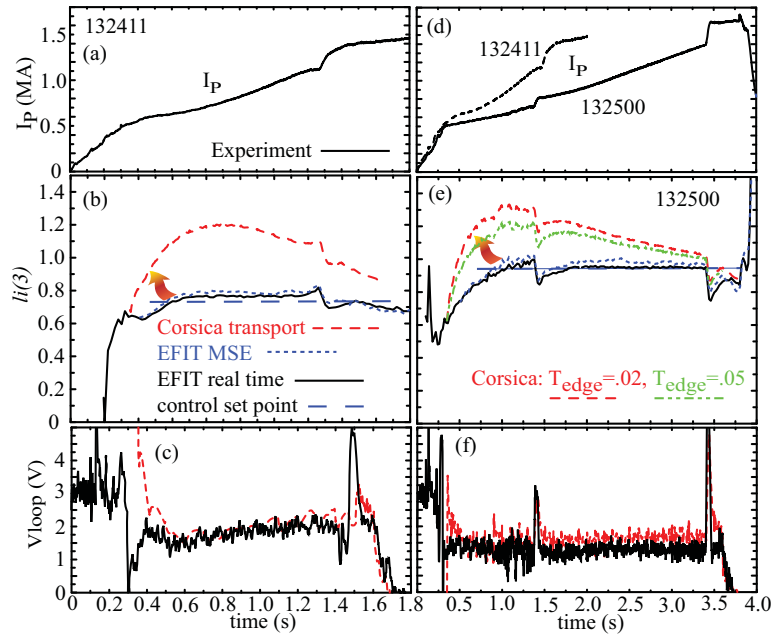 132411
(a)
I_P
Experiment
I_P (MA)
1.5
1.0
0.5
0
(d)
132411
I_P
132500
(b)
li(3)
1.4
1.2
1.0
0.8
0.6
0.4
0.2
0
Corsica transport
EFIT MSE
EFIT real time
control set point
(e)
132500
Corsica: T_edge=.02, T_edge=.05
(c)
Vloop (V)
4
3
2
1
0
0 0.4 0.6 0.8 1.0 1.2 1.4 1.6 1.8
time (s)
(f)
0.5 1.0 1.5 2.0 2.5 3.0 3.5 4.0
time (s)